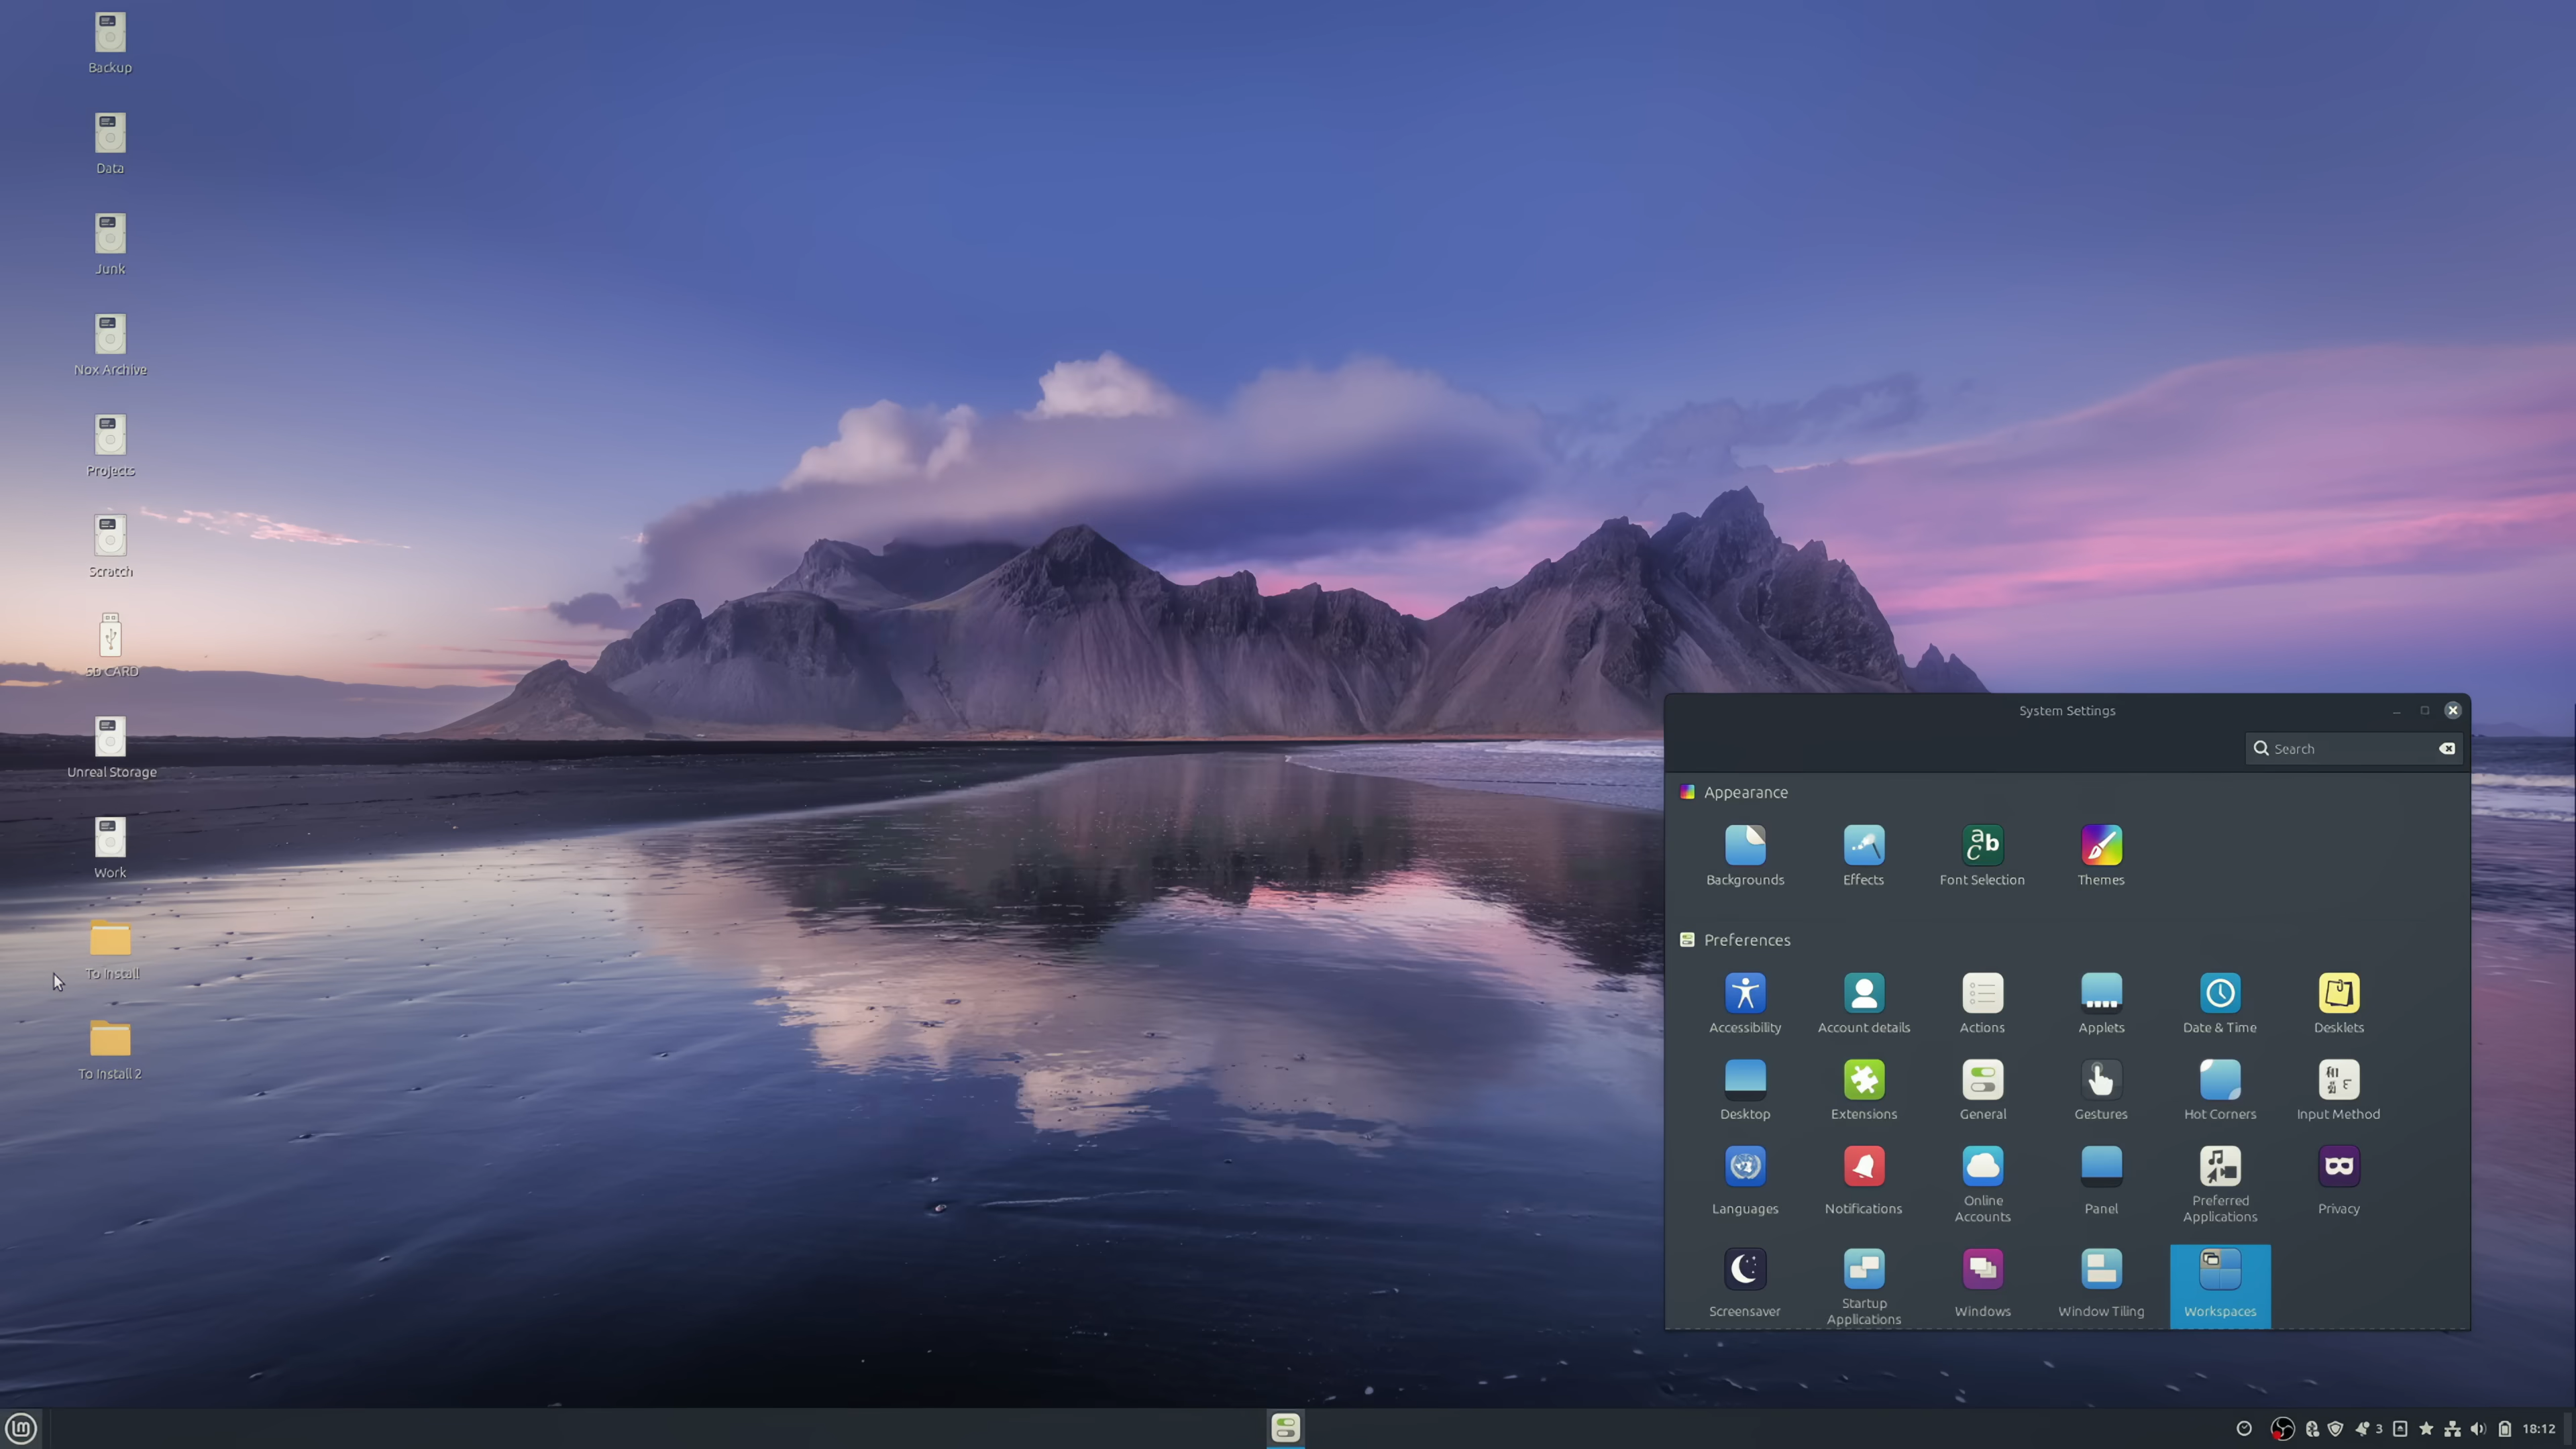 Backup
Data
Junk
Nox Archive
Projects
Scratch
SD CARD
Unreal Storage
Work
To Install
To Install 2
System Settings
Search
Appearance
Backgrounds
Effects
Font Selection
Themes
Preferences
Accessibility
Account details
Actions
Applets
Date & Time
Desklets
Desktop
Extensions
General
Gestures
Hot Corners
Input Method
Languages
Notifications
Online
Accounts
Panel
Preferred
Applications
Privacy
Screensaver
Startup
Applications
Windows
Window Tiling
Workspaces
3
18:12